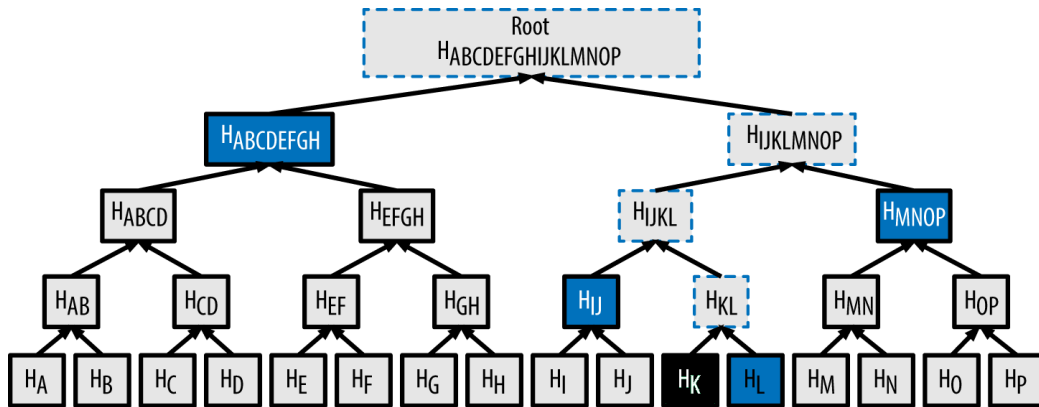 Root
HABCDEFGHIJKLMNOP
HABCDEFGH
HIJKLMNOP
HABCD
HEFGH
HIJKL
HMNOP
HAB
HCD
HEF
HGH
HIJ
HKL
HMN
HOP
HA
HB
HC
HD
HE
HF
HG
HH
HI
HJ
HK
HL
HM
HN
HO
HP